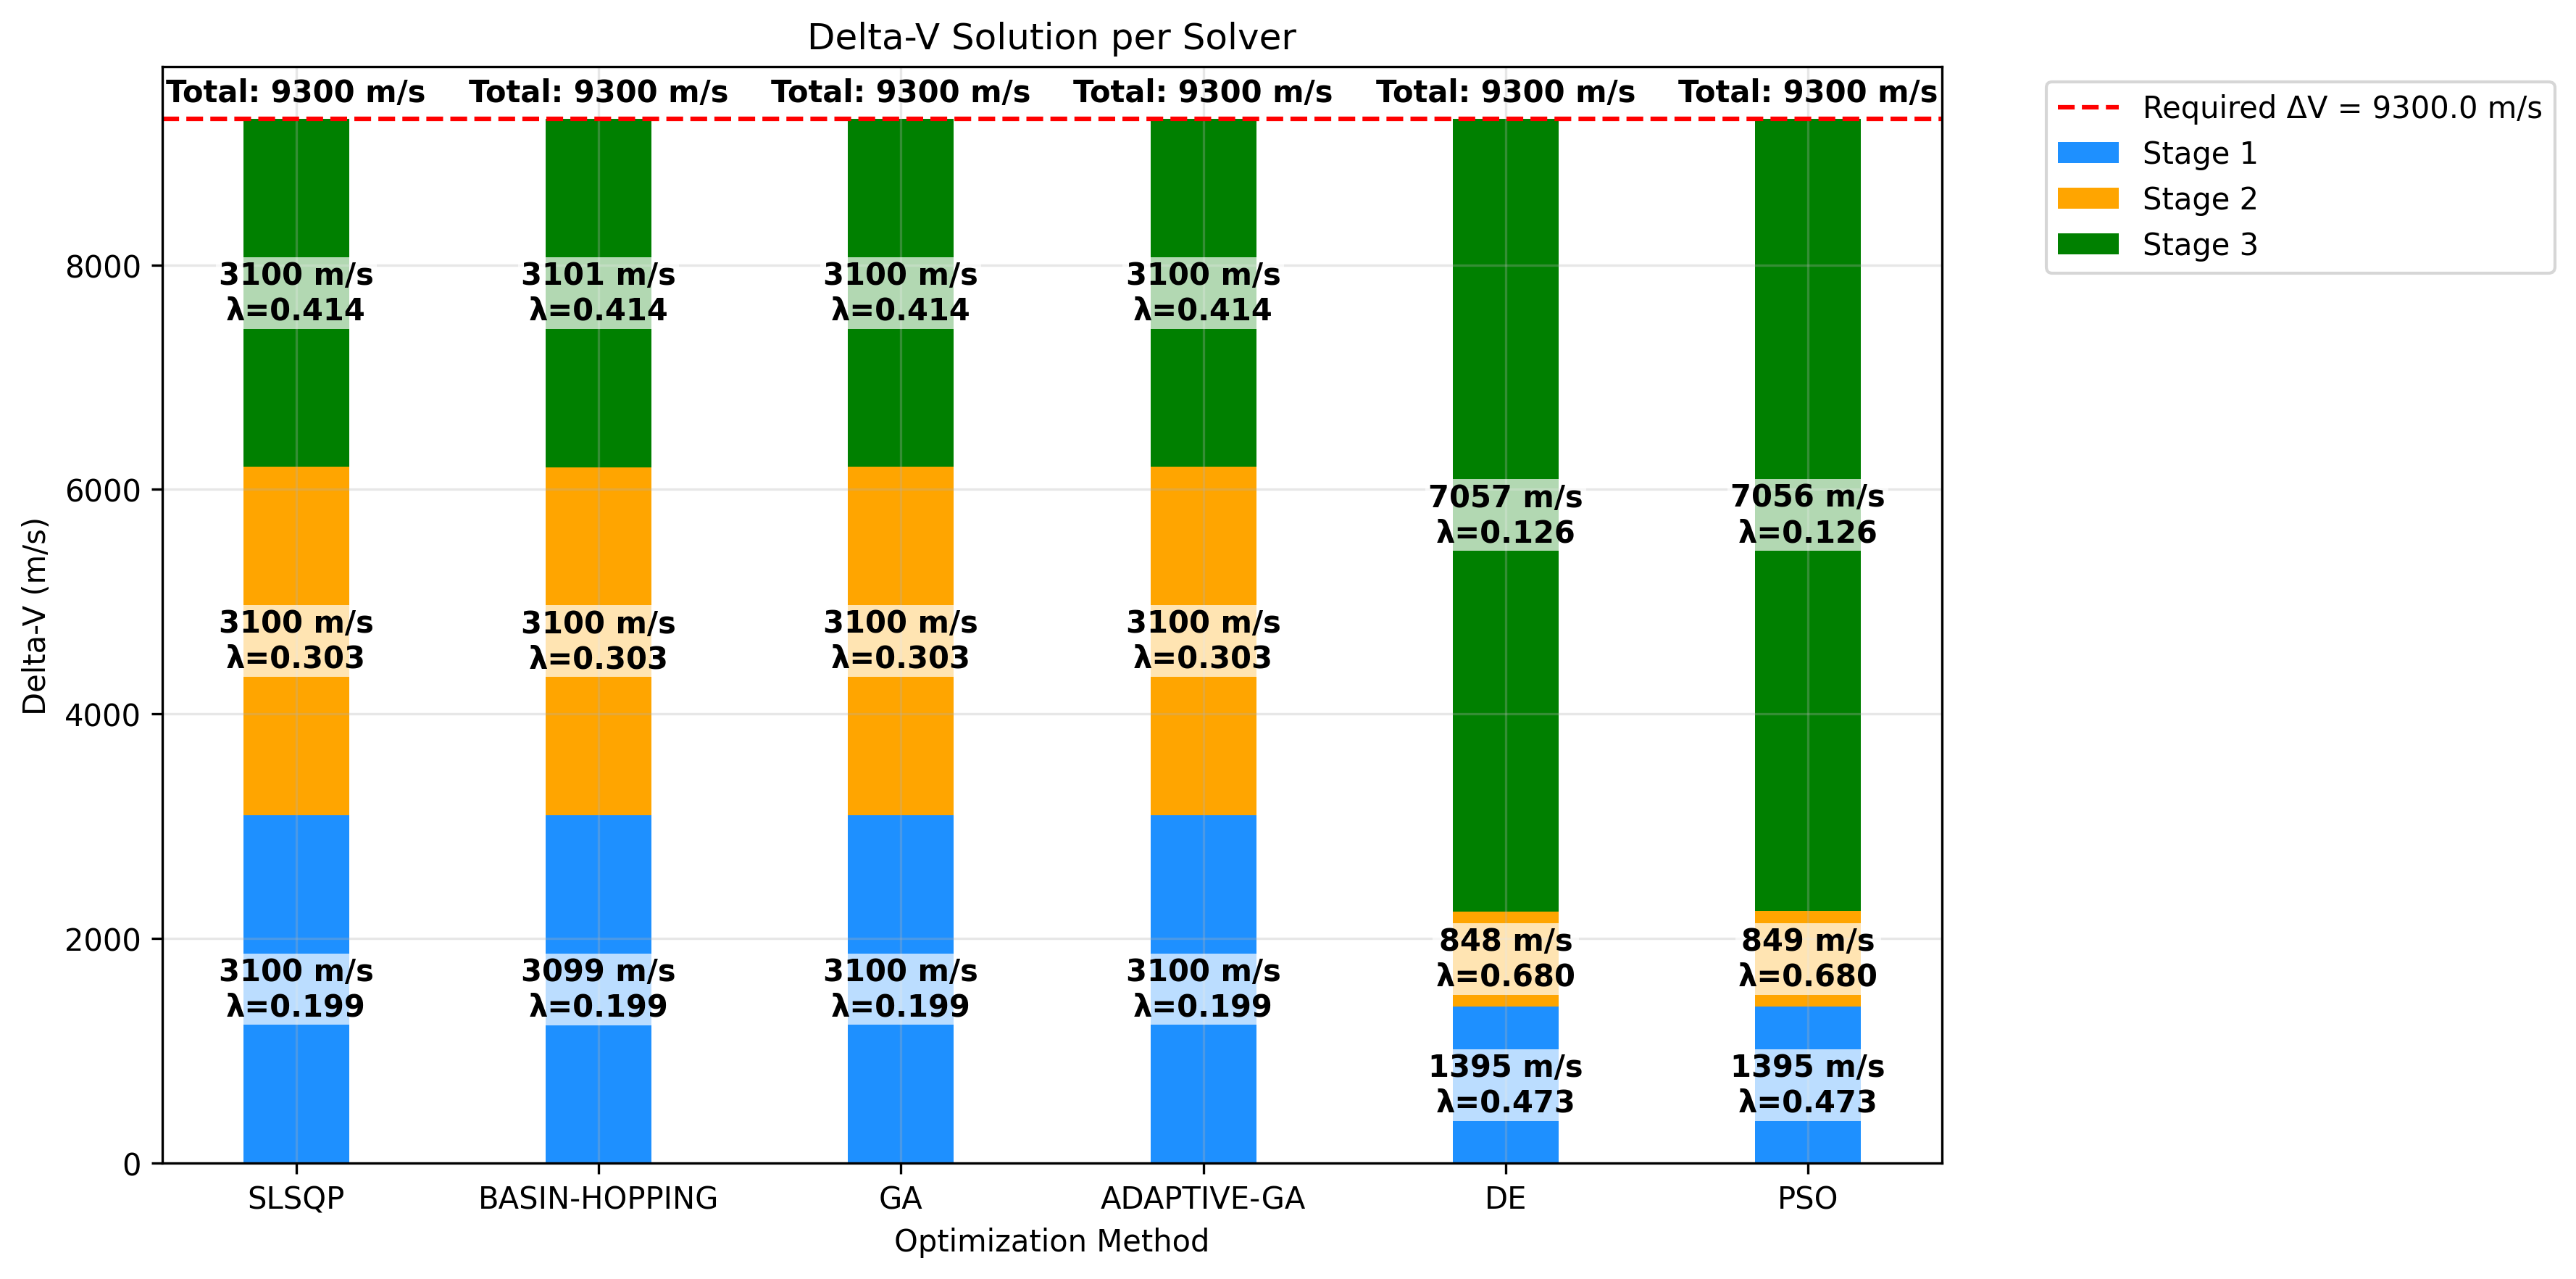 Delta-V Solution per Solver
Total: 9300 m/s
Total: 9300 m/s
Total: 9300 m/s
Total: 9300 m/s
Total: 9300 m/s
Total: 9300 m/s
Required ΔV = 9300.0 m/s
Stage 1
Stage 2
Stage 3
Delta-V (m/s)
8000
6000
4000
2000
0
3100 m/s
λ=0.414
3100 m/s
λ=0.303
3100 m/s
λ=0.199
3101 m/s
λ=0.414
3100 m/s
λ=0.303
3099 m/s
λ=0.199
3100 m/s
λ=0.414
3100 m/s
λ=0.303
3100 m/s
λ=0.199
3100 m/s
λ=0.414
3100 m/s
λ=0.303
3100 m/s
λ=0.199
7057 m/s
λ=0.126
848 m/s
λ=0.680
1395 m/s
λ=0.473
7056 m/s
λ=0.126
849 m/s
λ=0.680
1395 m/s
λ=0.473
SLSQP
BASIN-HOPPING
GA
ADAPTIVE-GA
DE
PSO
Optimization Method